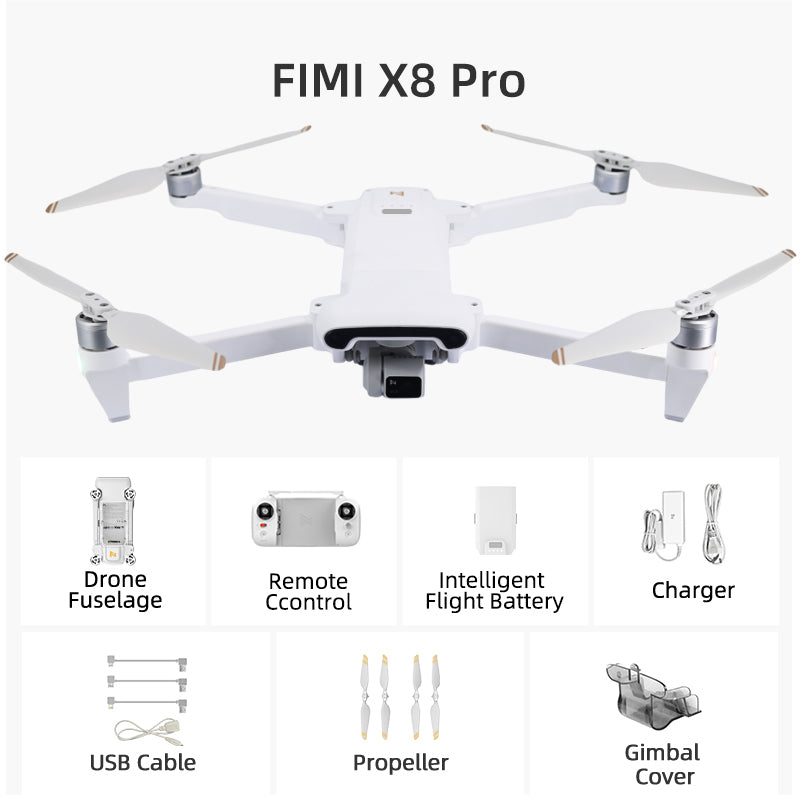 FIMI X8 Pro
Drone
Fuselage
Remote
Ccontrol
Intelligent
Flight Battery
Charger
USB Cable
Propeller
Gimbal
Cover